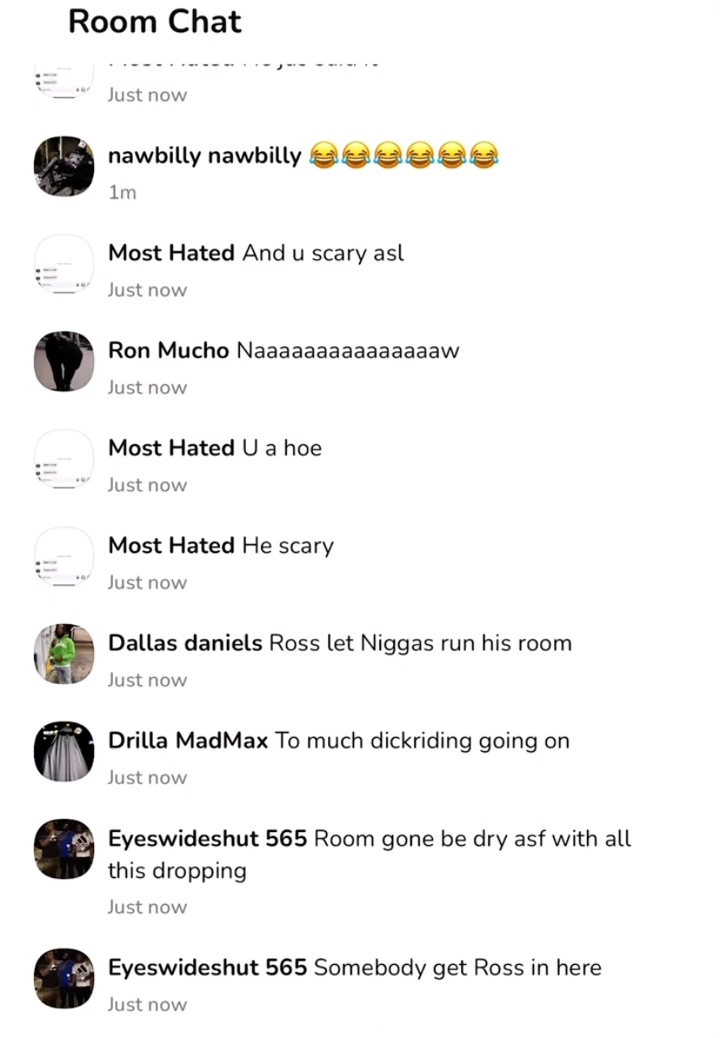 Room Chat
Just now
nawbilly nawbilly 😂😂😂😂😂😂
1m
Most Hated And u scary asl
Just now
Ron Mucho Naaaaaaaaaaaaaaaw
Just now
Most Hated U a hoe
Just now
Most Hated He scary
Just now
Dallas daniels Ross let Niggas run his room
Just now
Drilla MadMax To much dickriding going on
Just now
Eyeswideshut 565 Room gone be dry asf with all
this dropping
Just now
Eyeswideshut 565 Somebody get Ross in here
Just now